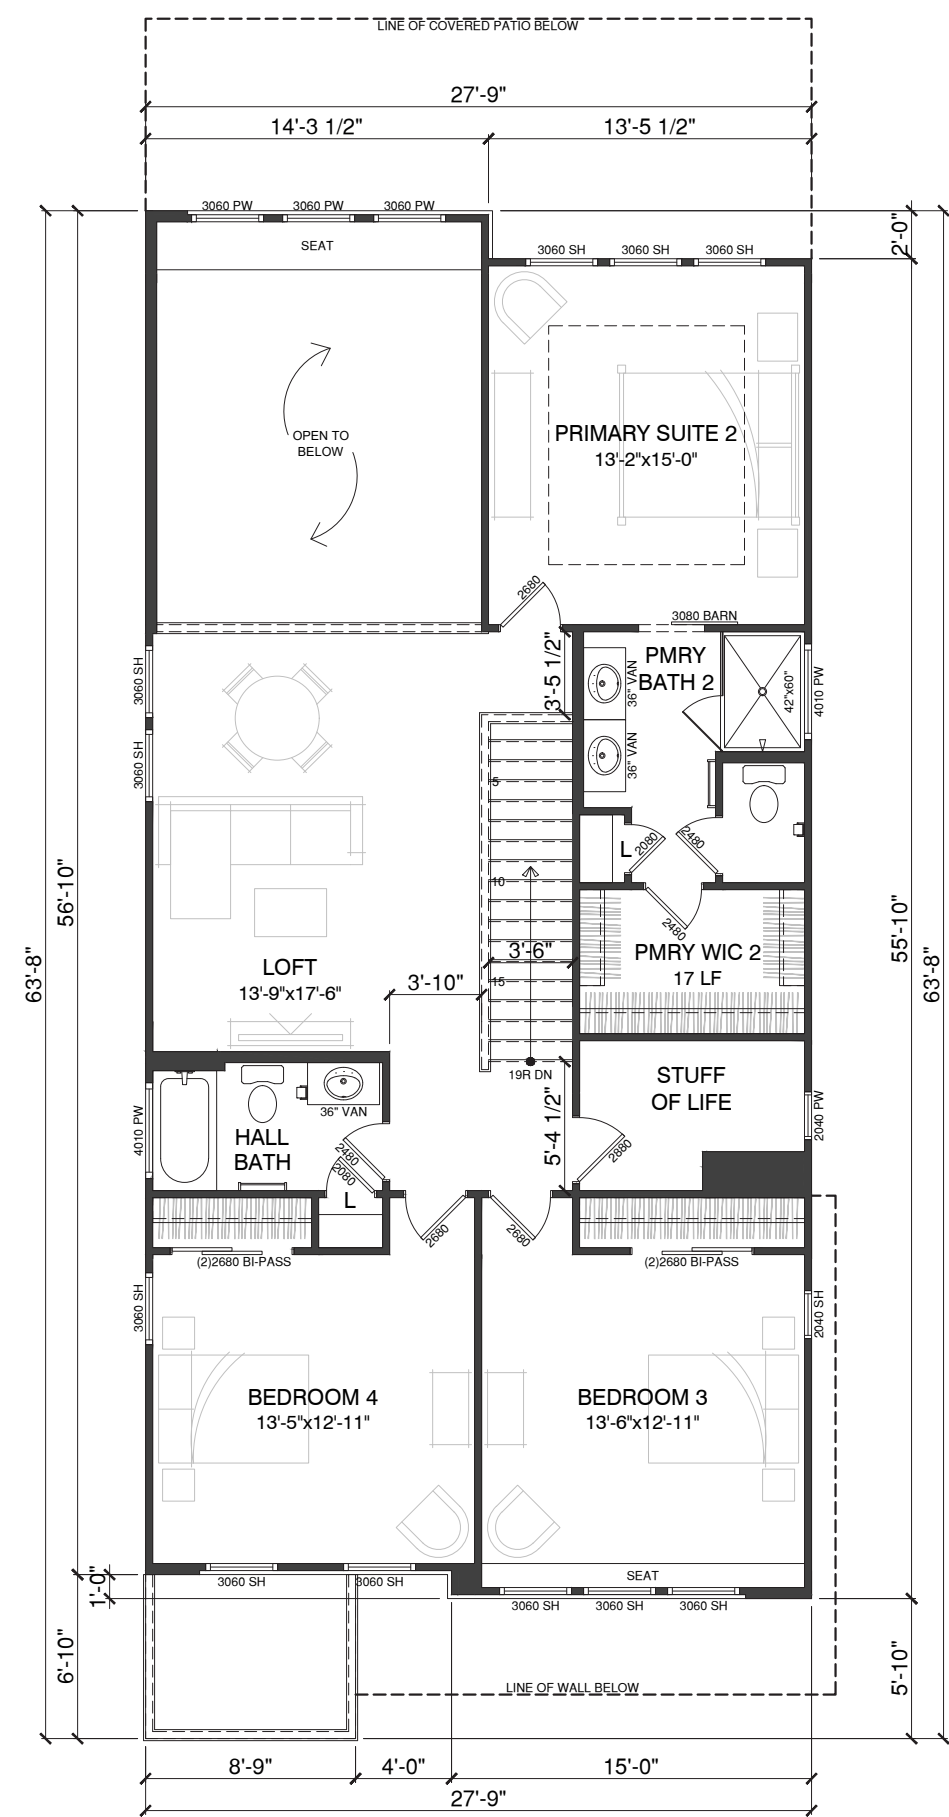 LINE OF COVERED PATIO BELOW
27'-9"
14'-3 1/2"
13'-5 1/2"
3060 PW
3060 PW
3060 PW
SEAT
2'-0"
3060 SH
3060 SH
3060 SH
OPEN TO
BELOW
PRIMARY SUITE 2
13'-2"x15'-0"
2680
3080 BARN
3'-5 1/2"
PMRY
BATH 2
36" VAN
36" VAN
42"x60"
4010 PW
3060 SH
3060 SH
5
10
15
L
2080
2480
2480
56'-10"
63'-8"
55'-10"
63'-8"
LOFT
13'-9"x17'-6"
3'-10"
3'-6"
PMRY WIC 2
17 LF
19R DN
5'-4 1/2"
STUFF
OF LIFE
2880
2040 PW
4010 PW
36" VAN
HALL
BATH
2480
2080
L
2680
2680
(2)2680 BI-PASS
(2)2680 BI-PASS
3060 SH
2040 SH
BEDROOM 4
13'-5"x12'-11"
BEDROOM 3
13'-6"x12'-11"
SEAT
3060 SH
3060 SH
3060 SH
3060 SH
3060 SH
1'-0"
6'-10"
5'-10"
LINE OF WALL BELOW
8'-9"
4'-0"
15'-0"
27'-9"